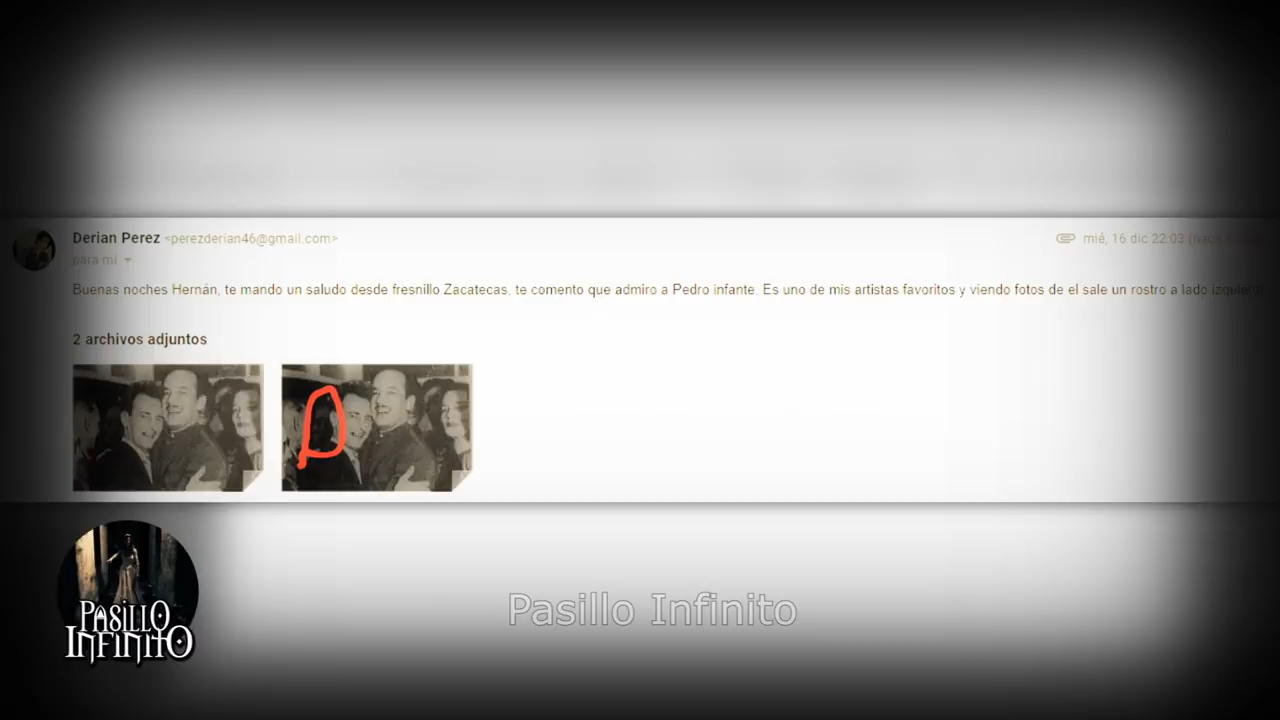 Derian Perez <perezderian46@gmail.com>
mié, 16 dic 22:03 (hace
para mí
Buenas noches Hernán, te mando un saludo desde fresnillo Zacatecas, te comento que admiro a Pedro infante. Es uno de mis artistas favoritos y viendo fotos de el sale un rostro a lado
2 archivos adjuntos
PASILLO
INFINITO
Pasillo Infinito